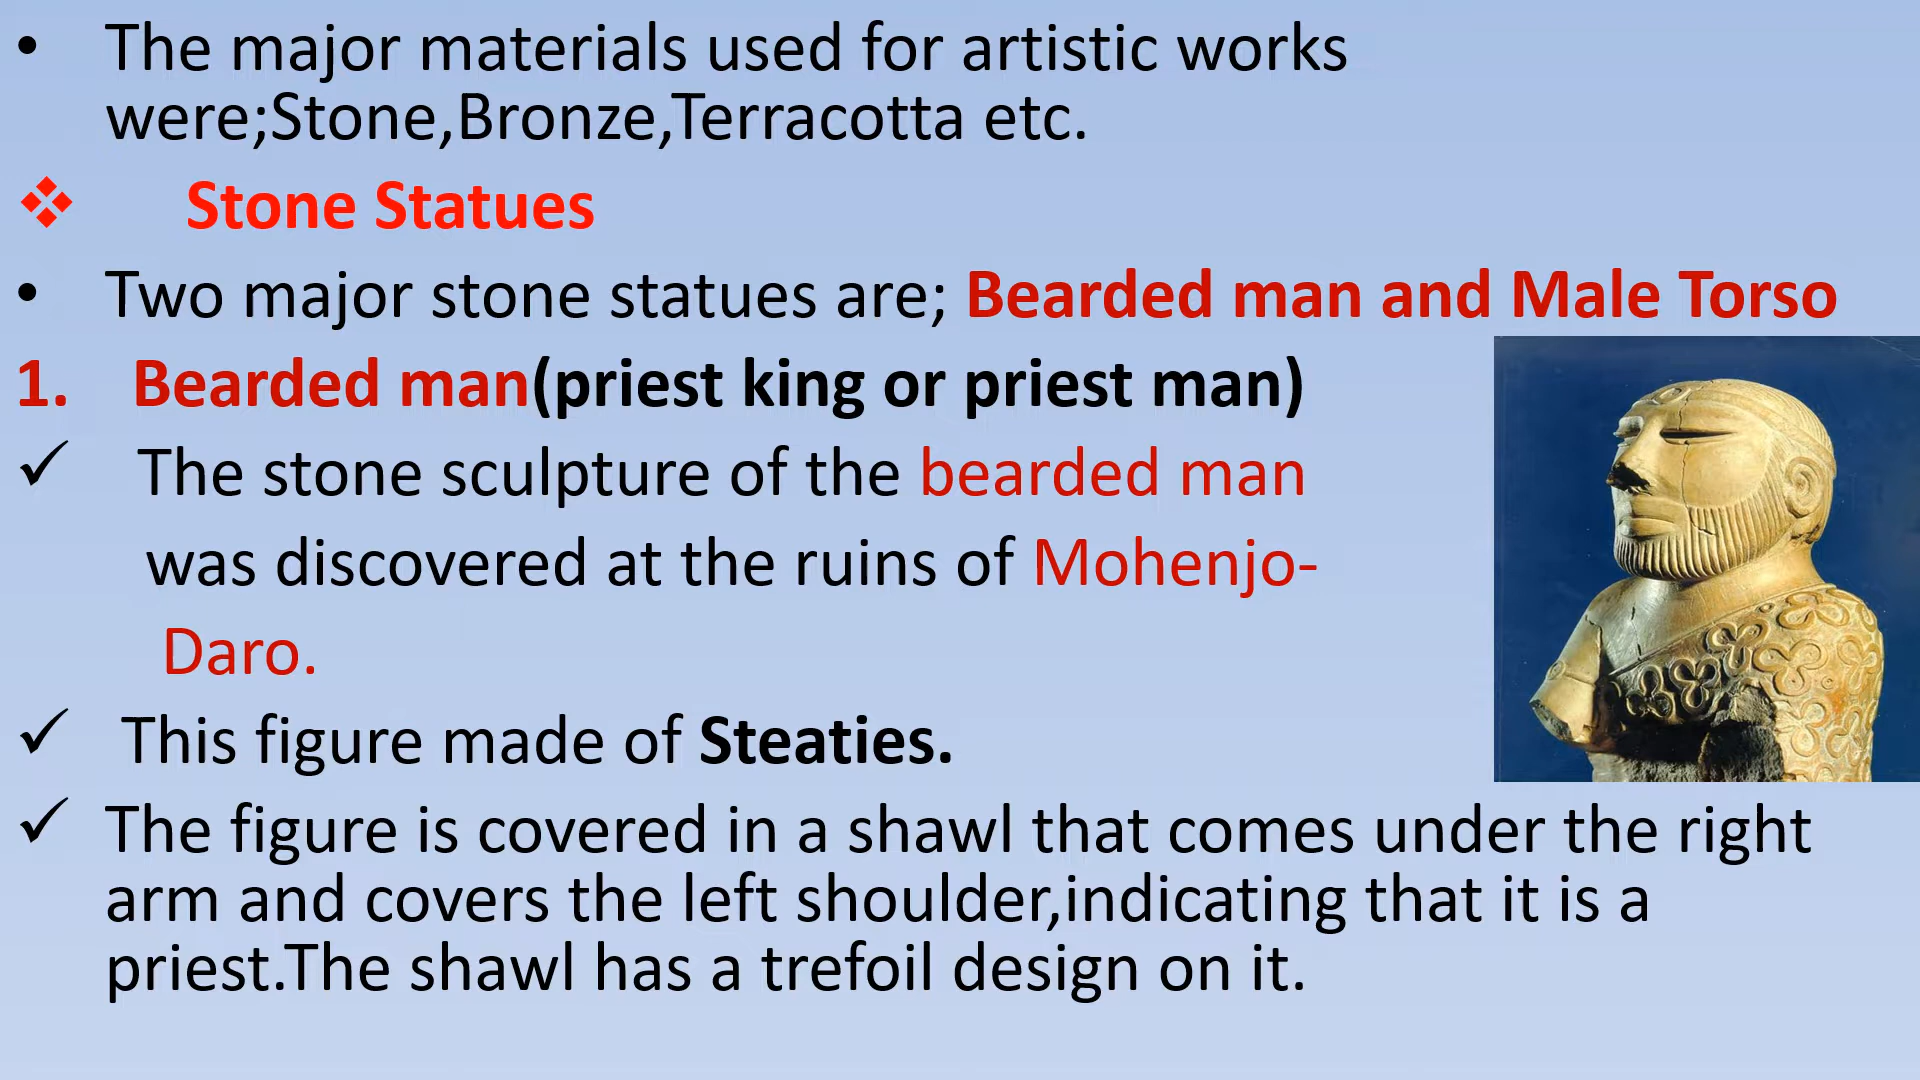 • The major materials used for artistic works
were;Stone,Bronze,Terracotta etc.
❖ Stone Statues
• Two major stone statues are; Bearded man and Male Torso
1. Bearded man(priest king or priest man)
✓ The stone sculpture of the bearded man
was discovered at the ruins of Mohenjo-
Daro.
✓ This figure made of Steaties.
✓ The figure is covered in a shawl that comes under the right
arm and covers the left shoulder,indicating that it is a
priest.The shawl has a trefoil design on it.